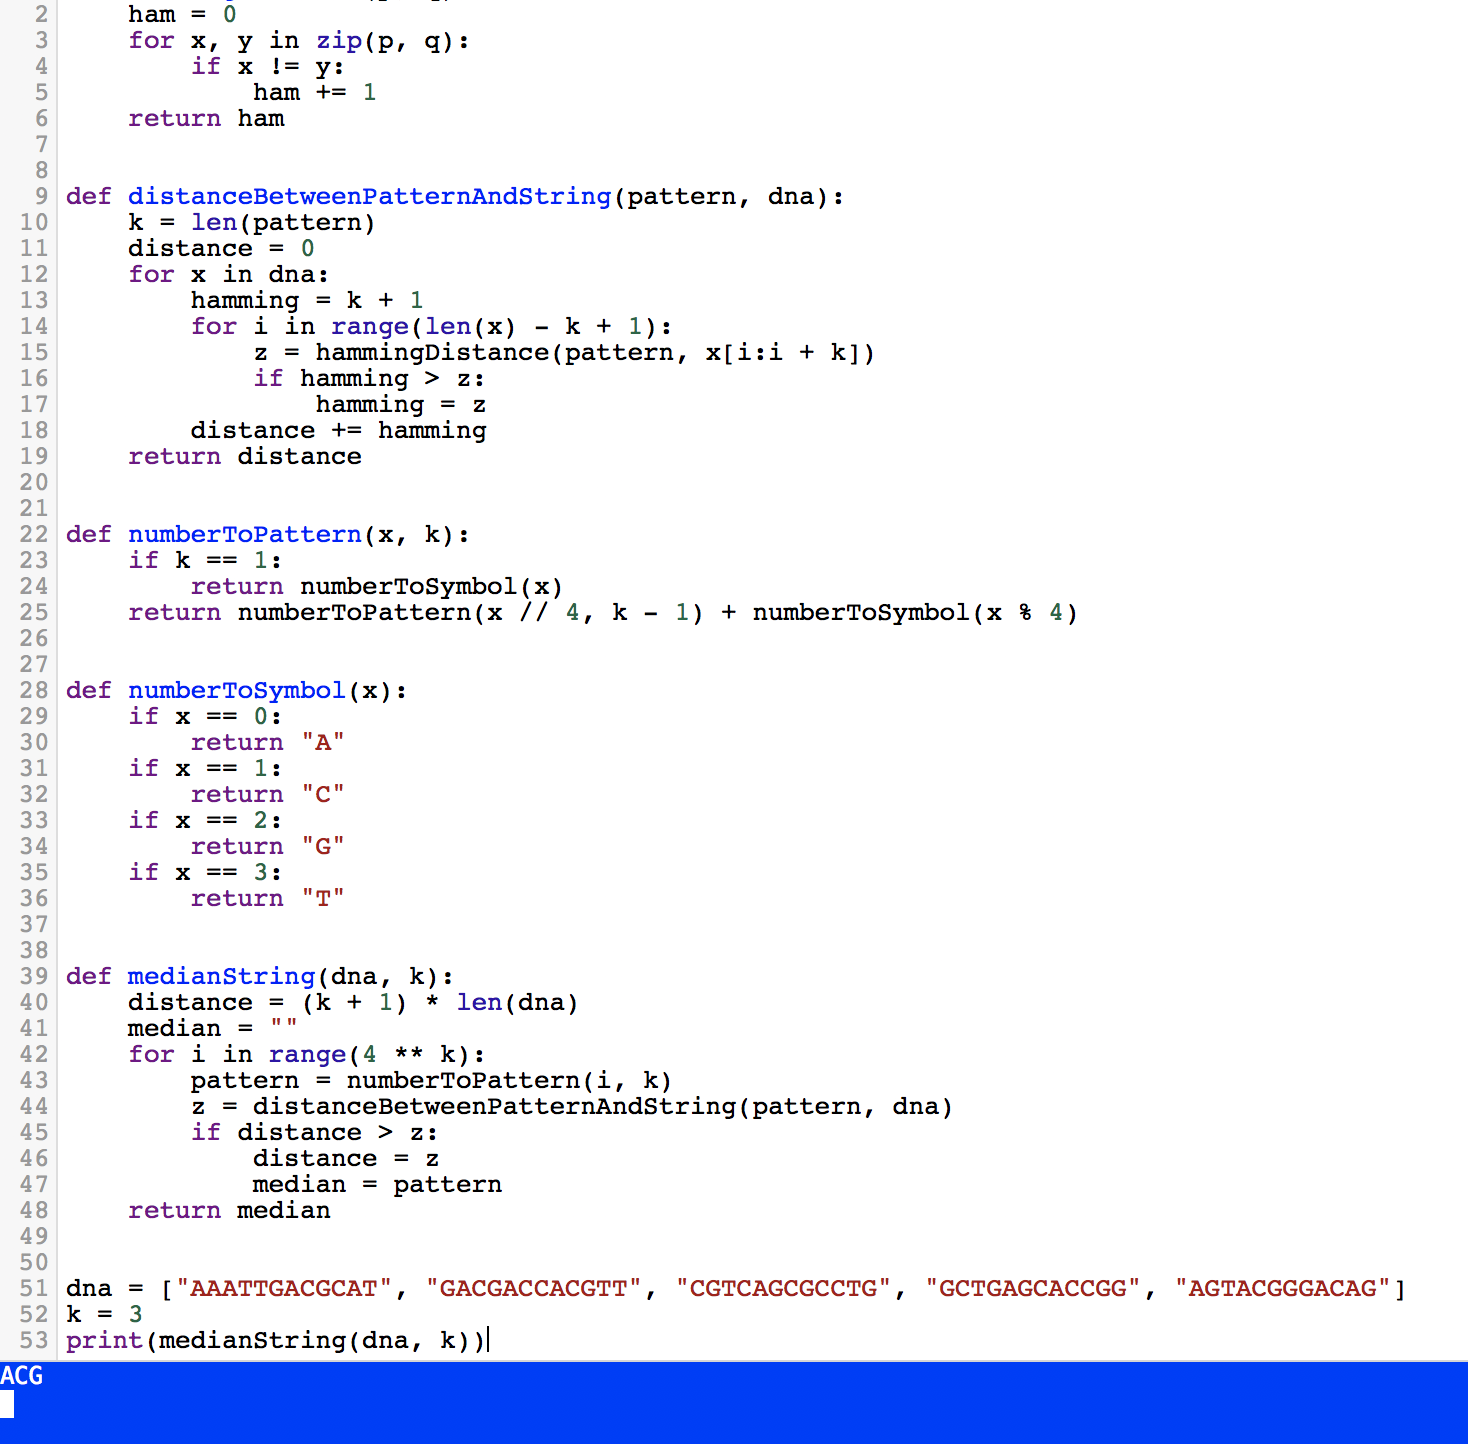 2     ham = 0
3     for x, y in zip(p, q):
4         if x != y:
5             ham += 1
6     return ham
7
8
9 def distanceBetweenPatternAndString(pattern, dna):
10     k = len(pattern)
11     distance = 0
12     for x in dna:
13         hamming = k + 1
14         for i in range(len(x) - k + 1):
15             z = hammingDistance(pattern, x[i:i + k])
16             if hamming > z:
17                 hamming = z
18         distance += hamming
19     return distance
20
21
22 def numberToPattern(x, k):
23     if k == 1:
24         return numberToSymbol(x)
25     return numberToPattern(x // 4, k - 1) + numberToSymbol(x % 4)
26
27
28 def numberToSymbol(x):
29     if x == 0:
30         return "A"
31     if x == 1:
32         return "C"
33     if x == 2:
34         return "G"
35     if x == 3:
36         return "T"
37
38
39 def medianString(dna, k):
40     distance = (k + 1) * len(dna)
41     median = ""
42     for i in range(4 ** k):
43         pattern = numberToPattern(i, k)
44         z = distanceBetweenPatternAndString(pattern, dna)
45         if distance > z:
46             distance = z
47             median = pattern
48     return median
49
50
51 dna = ["AAATTGACGCAT", "GACGACCACGTT", "CGTCAGCGCCTG", "GCTGAGCACCGG", "AGTACGGGACAG"]
52 k = 3
53 print(medianString(dna, k))
ACG